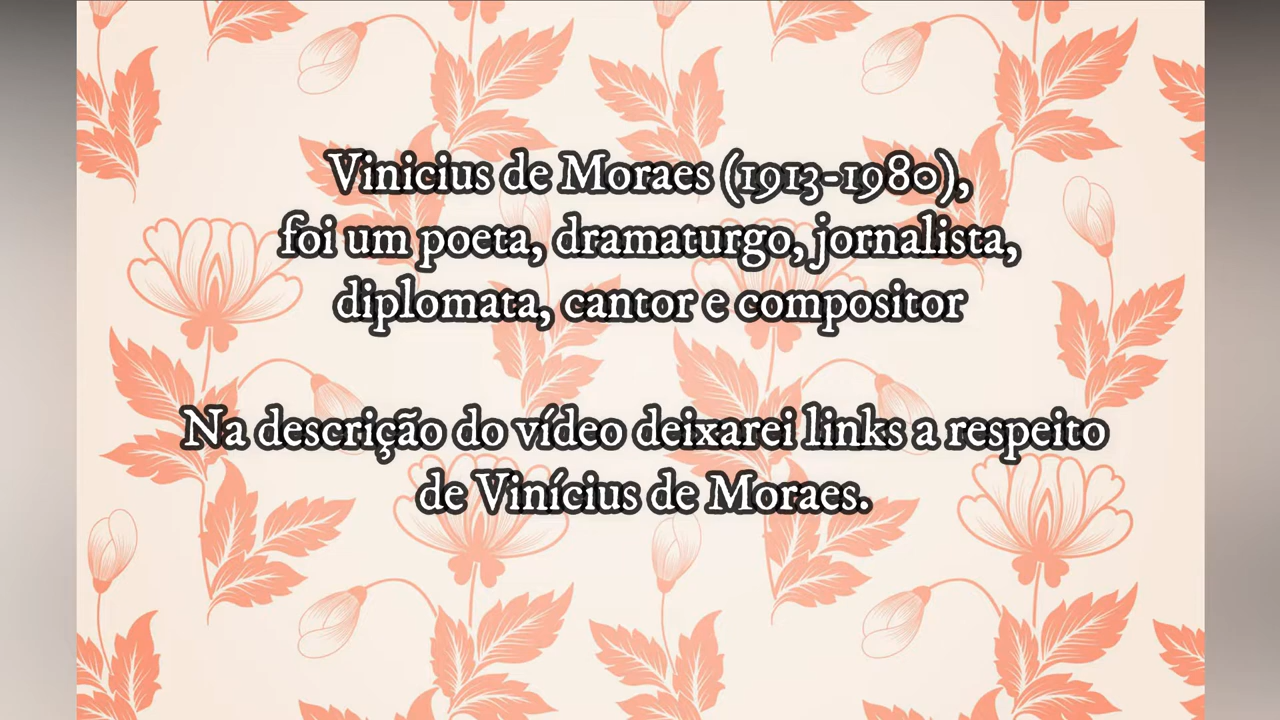 Vinicius de Moraes (1913-1980),
foi um poeta, dramaturgo, jornalista,
diplomata, cantor e compositor
Na descrição do vídeo deixarei links a respeito
de Vinícius de Moraes.